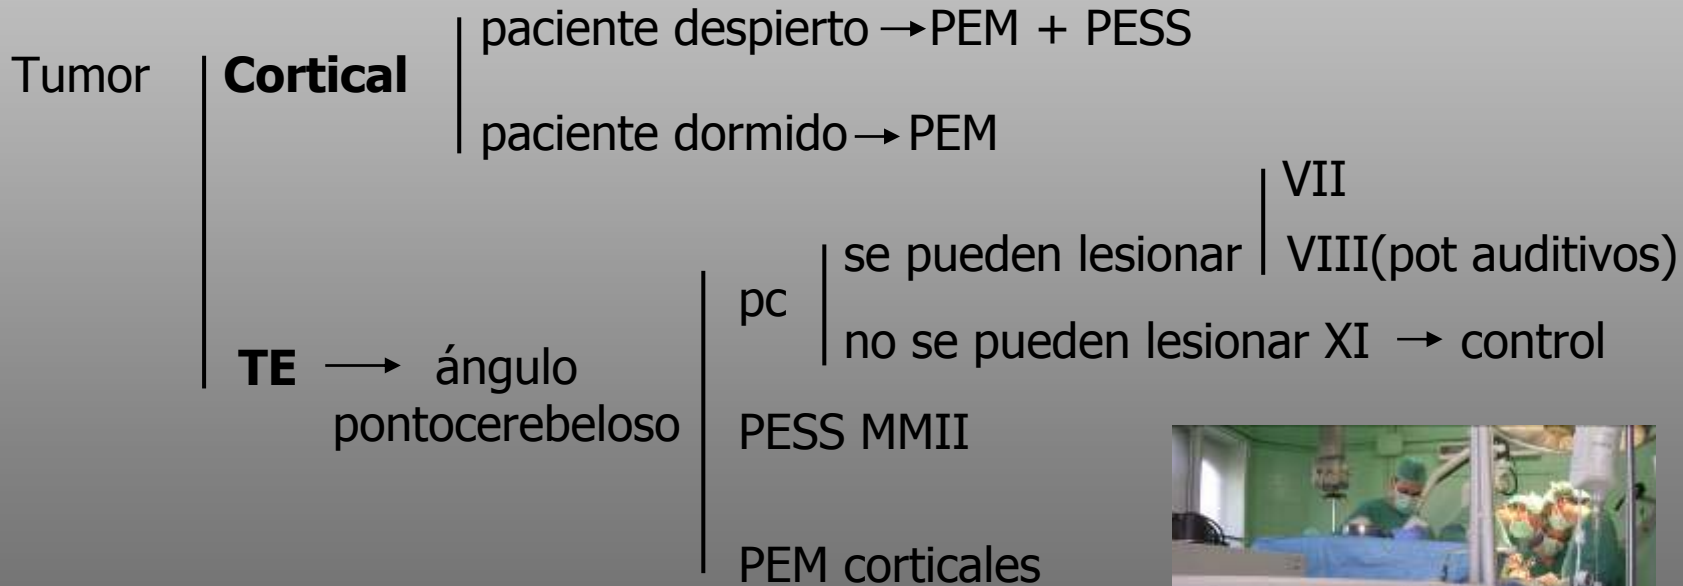 paciente despierto → PEM + PESS
Tumor
Cortical
paciente dormido → PEM
VII
se pueden lesionar
VIII(pot auditivos)
pc
no se pueden lesionar XI → control
TE → ángulo
pontocerebeloso
PESS MMII
PEM corticales